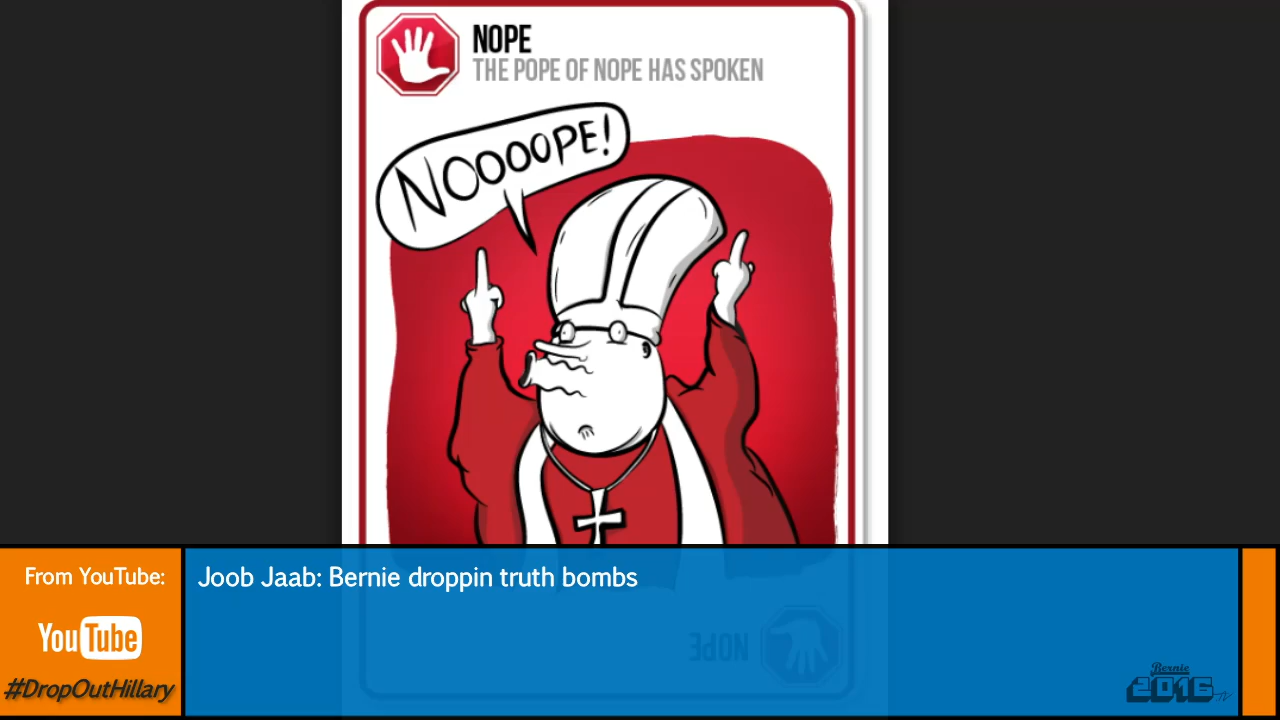 NOPE
THE POPE OF NOPE HAS SPOKEN
NOOOOPE!
From YouTube:
Joob Jaab: Bernie droppin truth bombs
YouTube
NOPE
#DropOutHillary
Bernie
2016
.TV